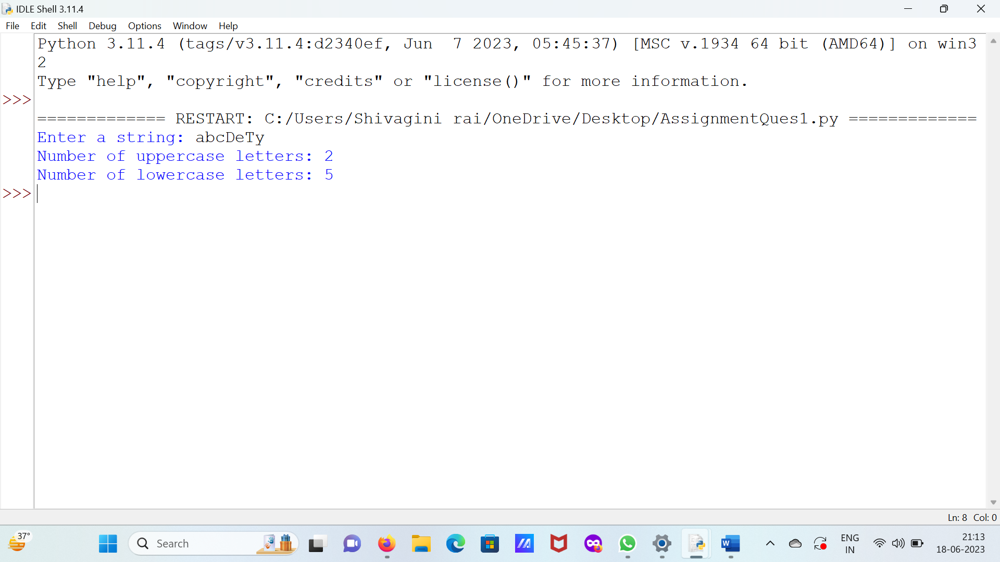 IDLE Shell 3.11.4
File Edit Shell Debug Options Window Help
Python 3.11.4 (tags/v3.11.4:d2340ef, Jun  7 2023, 05:45:37) [MSC v.1934 64 bit (AMD64)] on win3
2
Type "help", "copyright", "credits" or "license()" for more information.
>>>
============= RESTART: C:/Users/Shivagini rai/OneDrive/Desktop/AssignmentQues1.py =============
Enter a string: abcDeTy
Number of uppercase letters: 2
Number of lowercase letters: 5
>>>
Ln: 8 Col: 0
37°
Search
W
ENG
IN
21:13
18-06-2023